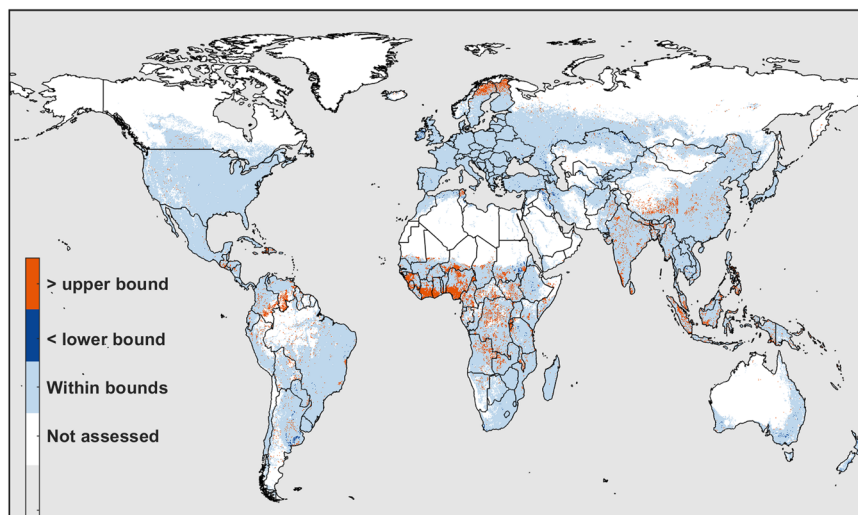 > upper bound
< lower bound
Within bounds
Not assessed